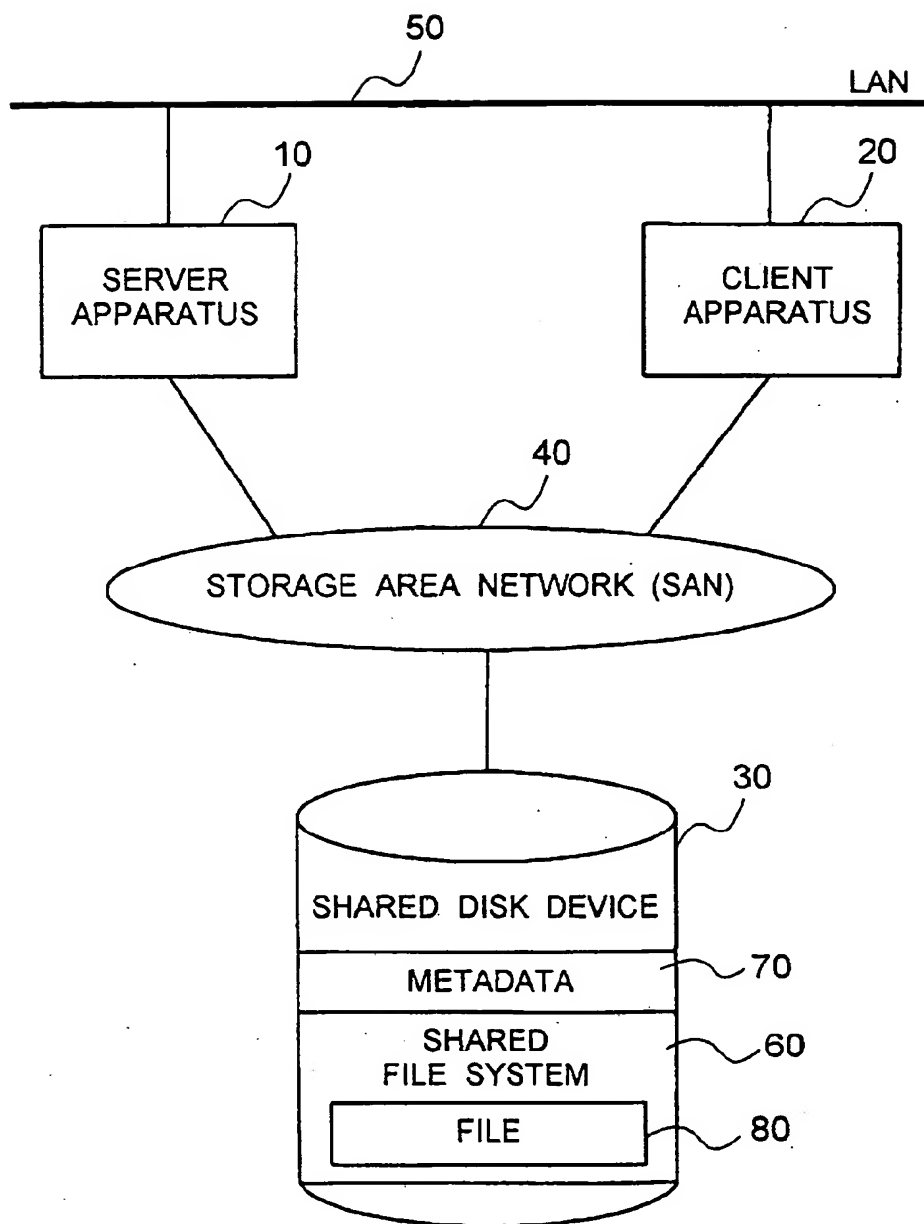 50
LAN
10
20
SERVER
APPARATUS
CLIENT
APPARATUS
40
STORAGE AREA NETWORK (SAN)
30
SHARED DISK DEVICE
METADATA
70
SHARED
FILE SYSTEM
60
FILE
80